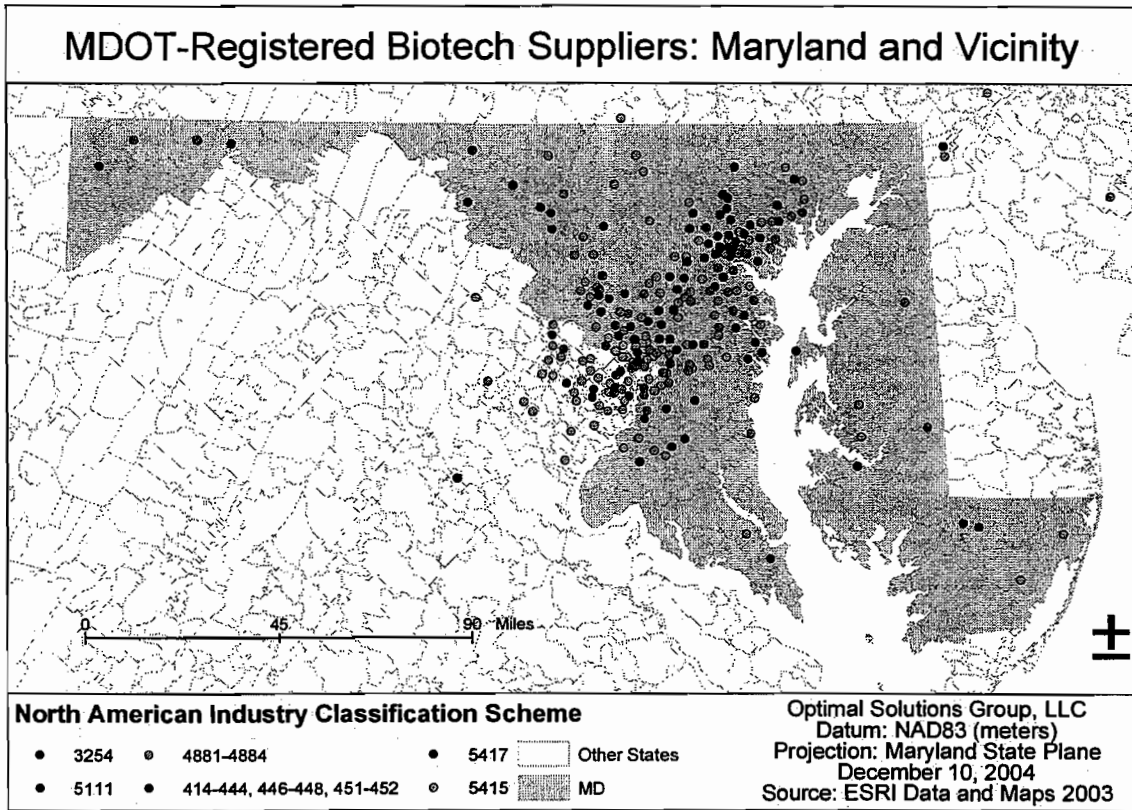 MDOT-Registered Biotech Suppliers: Maryland and Vicinity
0 45 90 Miles
North American Industry Classification Scheme
3254 4881-4884 5417 Other States
5111 414-444, 446-448, 451-452 5415 MD
Optimal Solutions Group, LLC
Datum: NAD83 (meters)
Projection: Maryland State Plane
December 10, 2004
Source: ESRI Data and Maps 2003